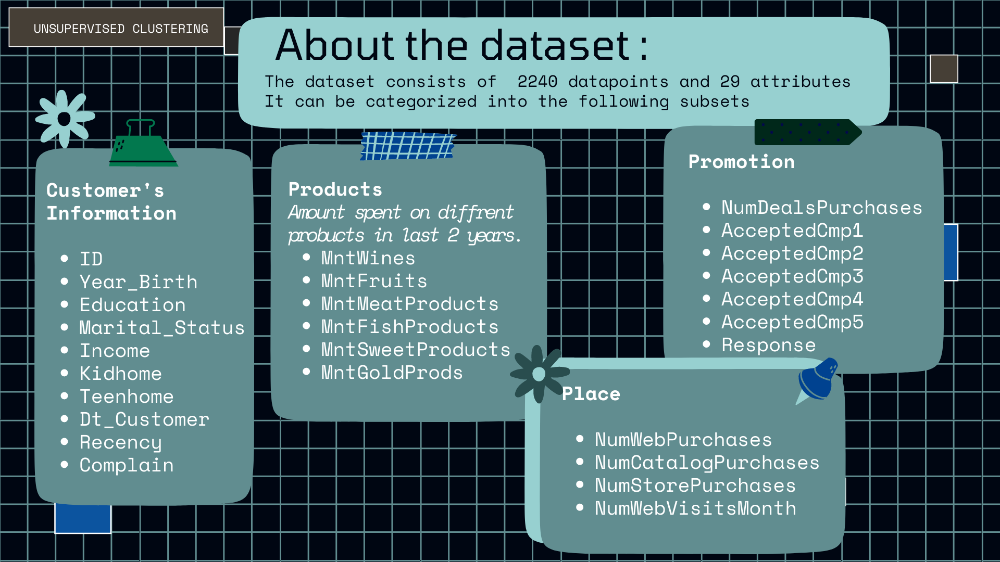 UNSUPERVISED CLUSTERING
About the dataset :
The dataset consists of 2240 datapoints and 29 attributes
It can be categorized into the following subsets
Customer's
Information
ID
Year_Birth
Education
Marital_Status
Income
Kidhome
Teenhome
Dt_Customer
Recency
Complain
Products
Amount spent on diffrent
probucts in last 2 years.
MntWines
MntFruits
MntMeatProducts
MntFishProducts
MntSweetProducts
MntGoldProds
Promotion
NumDealsPurchases
AcceptedCmp1
AcceptedCmp2
AcceptedCmp3
AcceptedCmp4
AcceptedCmp5
Response
Place
NumWebPurchases
NumCatalogPurchases
NumStorePurchases
NumWebVisitsMonth